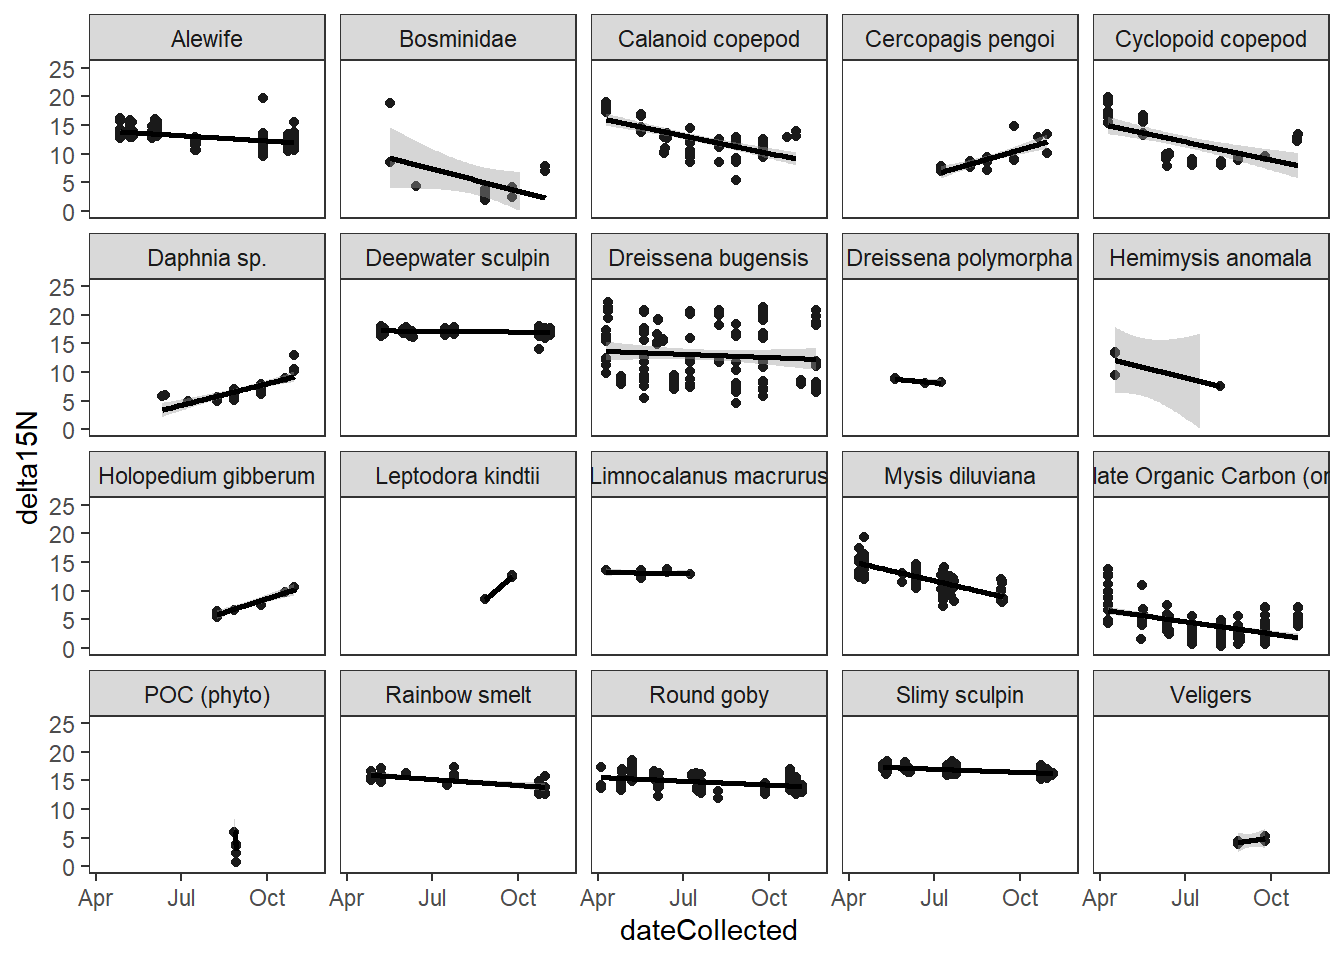 Alewife
Bosminidae
Calanoid copepod
Cercopagis pengoi
Cyclopoid copepod
25
20
15
10
5
0
Daphnia sp.
Deepwater sculpin
Dreissena bugensis
Dreissena polymorpha
Hemimysis anomala
25
20
15
10
5
0
delta15N
Holopedium gibberum
Leptodora kindtii
Limnocalanus macrurus
Mysis diluviana
late Organic Carbon (or
25
20
15
10
5
0
POC (phyto)
Rainbow smelt
Round goby
Slimy sculpin
Veligers
25
20
15
10
5
0
Apr Jul Oct Apr Jul Oct Apr Jul Oct Apr Jul Oct Apr Jul Oct
dateCollected